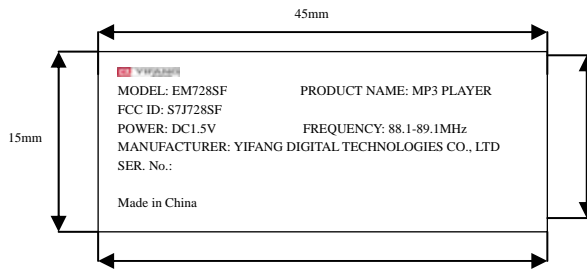 45mm
YIFANG
MODEL: EM728SF PRODUCT NAME: MP3 PLAYER
FCC ID: S7J728SF
POWER: DC1.5V FREQUENCY: 88.1-89.1MHz
15mm
MANUFACTURER: YIFANG DIGITAL TECHNOLOGIES CO., LTD
SER. No.:
Made in China